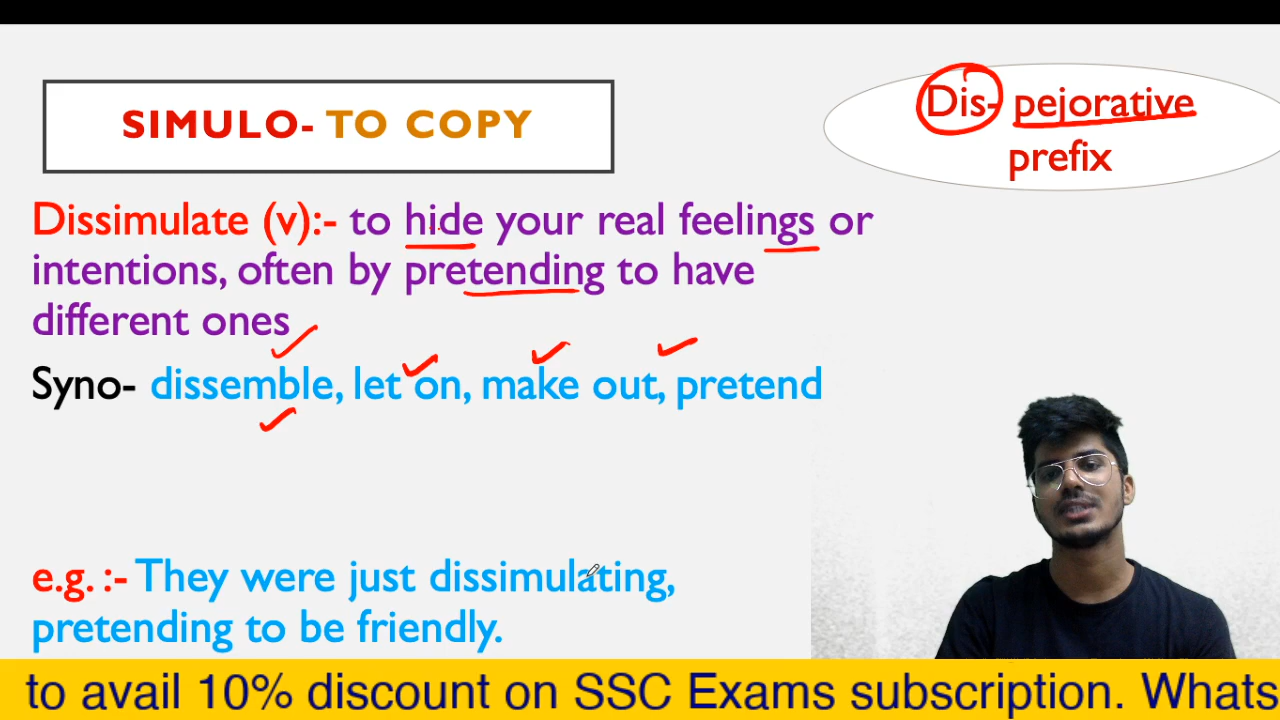 SIMULO- TO COPY
Dis- pejorative
prefix
Dissimulate (v):- to hide your real feelings or
intentions, often by pretending to have
different ones
Syno- dissemble, let on, make out, pretend
e.g. :- They were just dissimulating,
pretending to be friendly.
to avail 10% discount on SSC Exams subscription. Whats